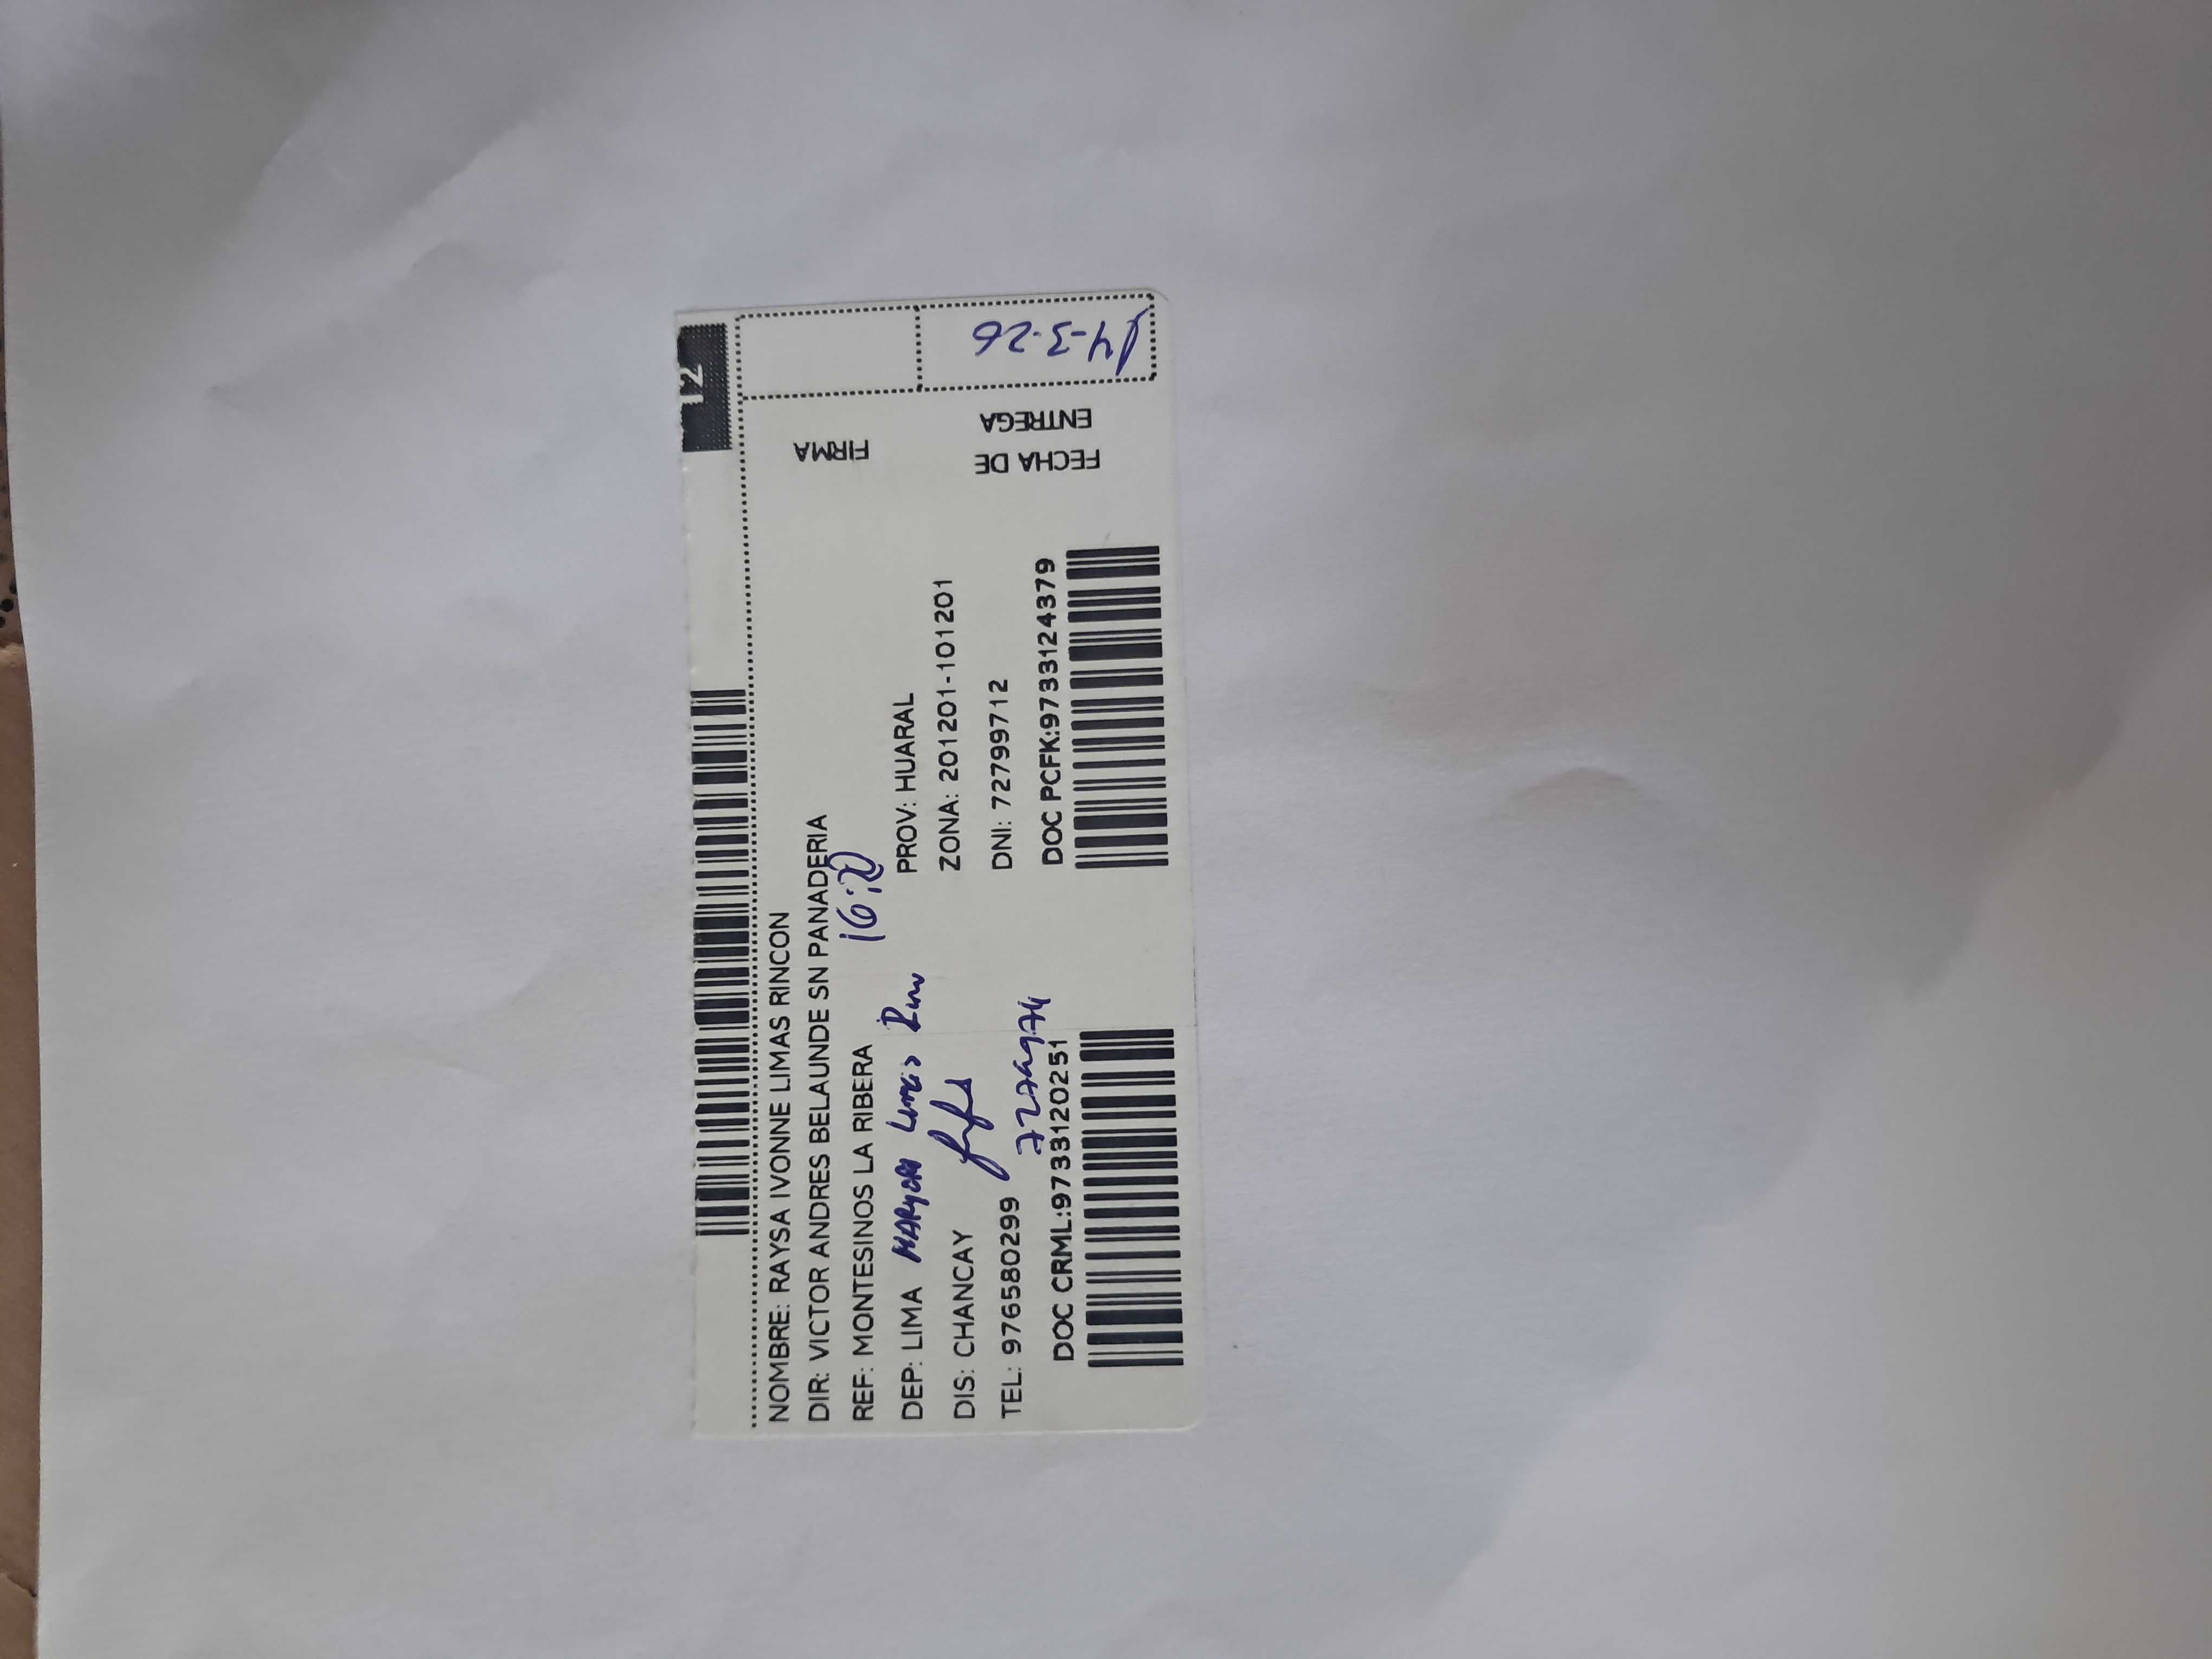 12
NOMBRE: RAYSA IVONNE LIMAS RINCON
DIR: VICTOR ANDRES BELAUNDE SN PANADERIA
REF: MONTESINOS LA RIBERA 16:20
DEP: LIMA PROV: HUARAL
Limas
DIS: CHANCAY ZONA: 201201-101201
TEL: 976580299 DNI: 72799712
DOC CRML:9733120251 DOC PCFK:9733124379
FIRMA
FECHA DE
ENTREGA
14-3-26